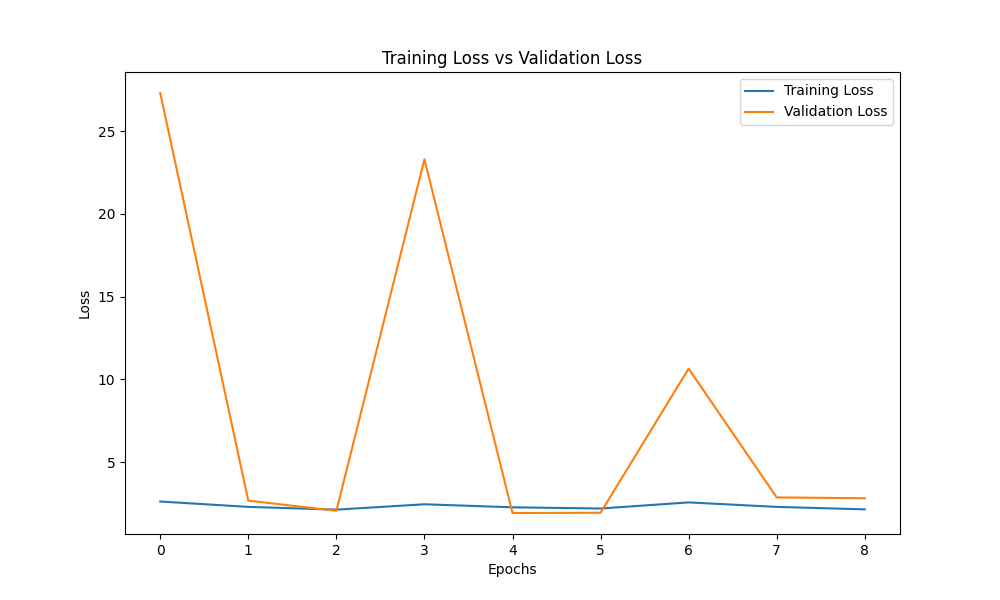 Training Loss vs Validation Loss
Training Loss
Validation Loss
25
20
15
10
5
Loss
0 1 2 3 4 5 6 7 8
Epochs